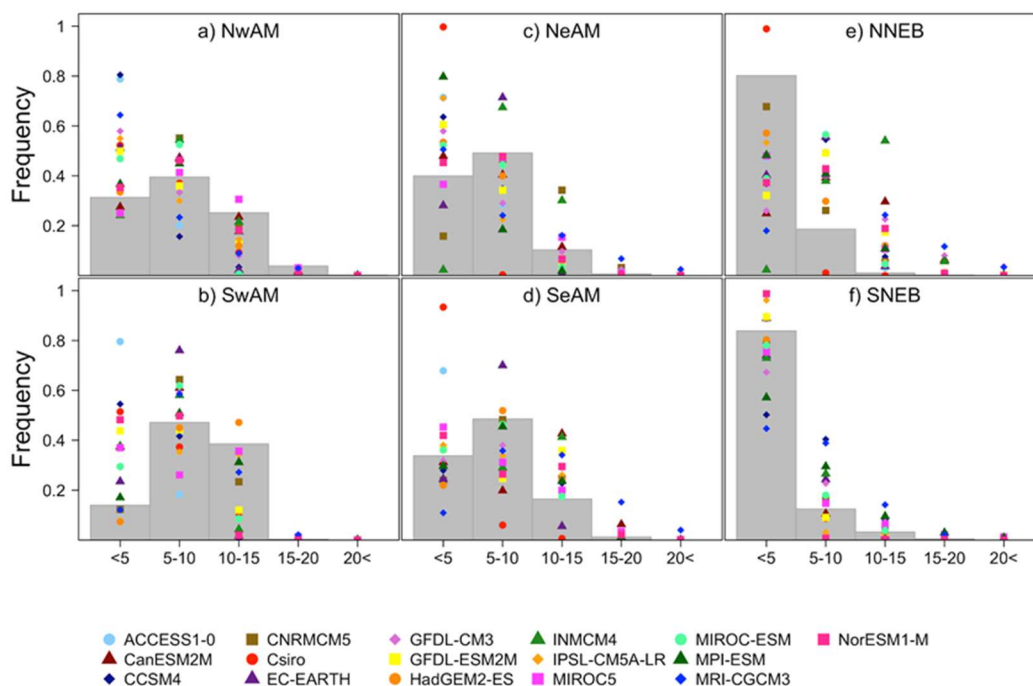 a) NwAM
c) NeAM
e) NNEB
1
0.8
0.6
0.4
0.2
Frequency
b) SwAM
d) SeAM
f) SNEB
1
0.8
0.6
0.4
0.2
Frequency
<5 5-10 10-15 15-20 20<
<5 5-10 10-15 15-20 20<
<5 5-10 10-15 15-20 20<
ACCESS1-0 CNRMCM5 GFDL-CM3 INMCM4 MIROC-ESM NorESM1-M
CanESM2M Csiro GFDL-ESM2M IPSL-CM5A-LR MPI-ESM
CCSM4 EC-EARTH HadGEM2-ES MIROC5 MRI-CGCM3